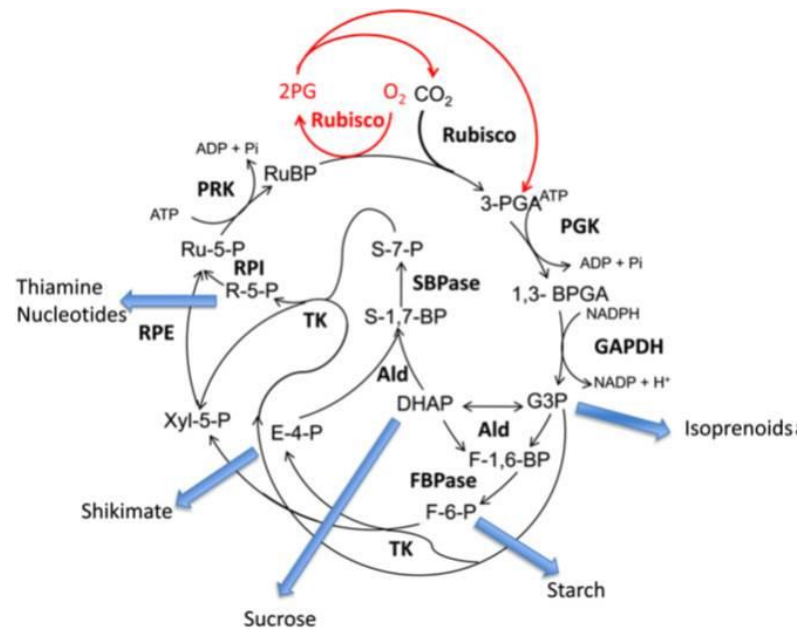 2PG
O₂
CO₂
Rubisco
Rubisco
ADP + Pi
RuBP
PRK
ATP
3-PGA
ATP
PGK
Ru-5-P
S-7-P
ADP + Pi
RPI
SBPase
Thiamine
Nucleotides
R-5-P
1,3- BPGA
NADPH
RPE
TK
S-1,7-BP
GAPDH
Ald
NADP + H⁺
Xyl-5-P
E-4-P
DHAP
G3P
Ald
Isoprenoids
F-1,6-BP
FBPase
Shikimate
F-6-P
TK
Starch
Sucrose